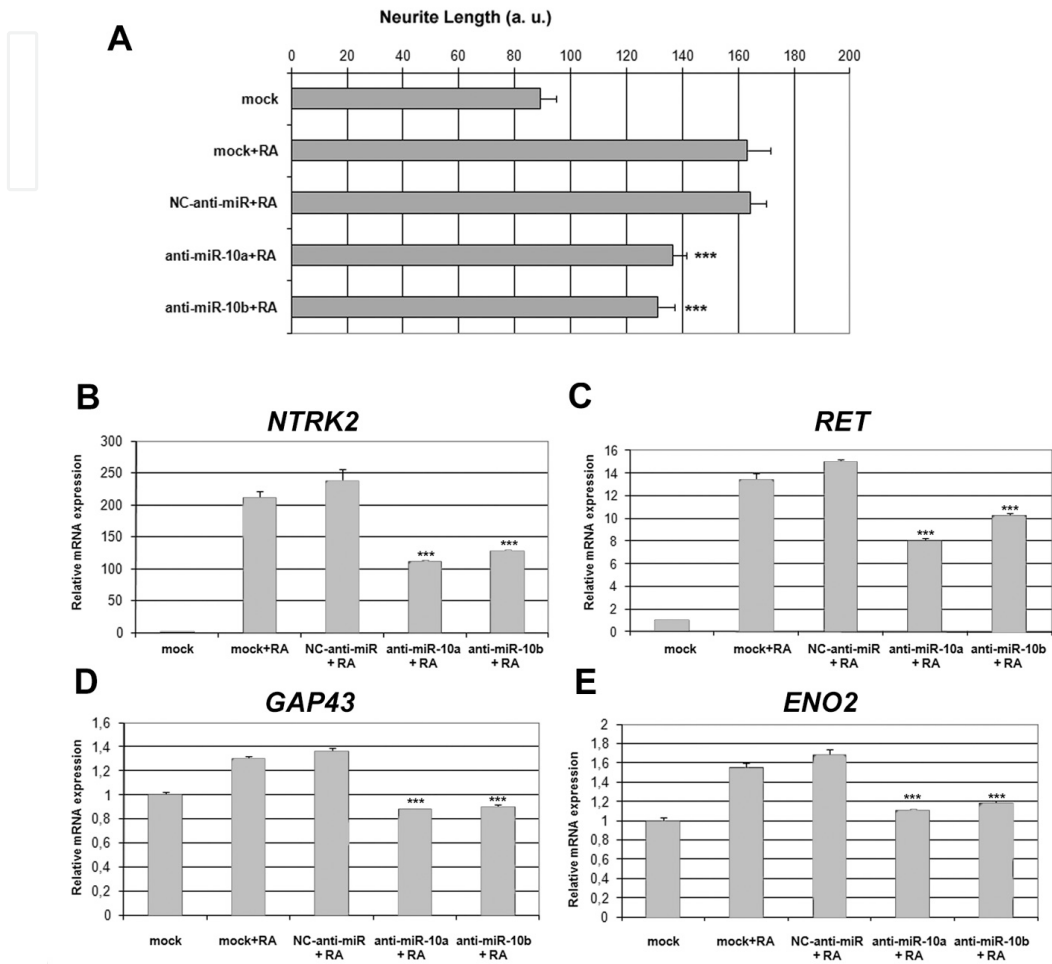 A
Neurite Length (a. u.)
0 20 40 60 80 100 120 140 160 180 200
mock
mock+RA
NC-anti-miR+RA
anti-miR-10a+RA ***
anti-miR-10b+RA ***
B
NTRK2
Relative mRNA expression
300
250
200
150
100
50
0
*** ***
mock mock+RA NC-anti-miR anti-miR-10a anti-miR-10b
+ RA + RA + RA
C
RET
Relative mRNA expression
16
14
12
10
8
6
4
2
0
*** ***
mock mock+RA NC-anti-miR anti-miR-10a anti-miR-10b
+ RA + RA + RA
D
GAP43
Relative mRNA expression
1,6
1,4
1,2
1
0,8
0,6
0,4
0,2
0
*** ***
mock mock+RA NC-anti-miR anti-miR-10a anti-miR-10b
+ RA + RA + RA
E
ENO2
Relative mRNA expression
2
1,8
1,6
1,4
1,2
1
0,8
0,6
0,4
0,2
0
*** ***
mock mock+RA NC-anti-miR anti-miR-10a anti-miR-10b
+ RA + RA + RA